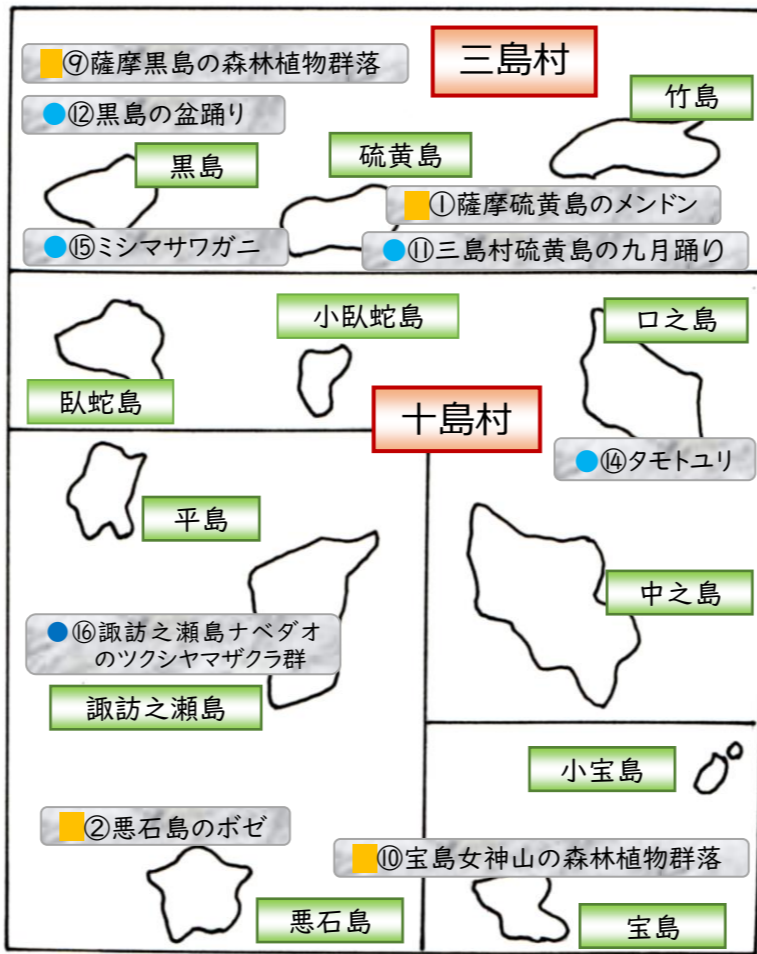 三島村
⑨薩摩黒島の森林植物群落
⑫黒島の盆踊り
竹島
黒島
硫黄島
①薩摩硫黄島のメンドン
⑮ミシマサワガニ
⑪三島村硫黄島の九月踊り
小臥蛇島
口之島
臥蛇島
十島村
⑭タモトユリ
平島
中之島
⑯諏訪之瀬島ナベダオ
のツクシヤマザクラ群
諏訪之瀬島
小宝島
②悪石島のボゼ
⑩宝島女神山の森林植物群落
悪石島
宝島